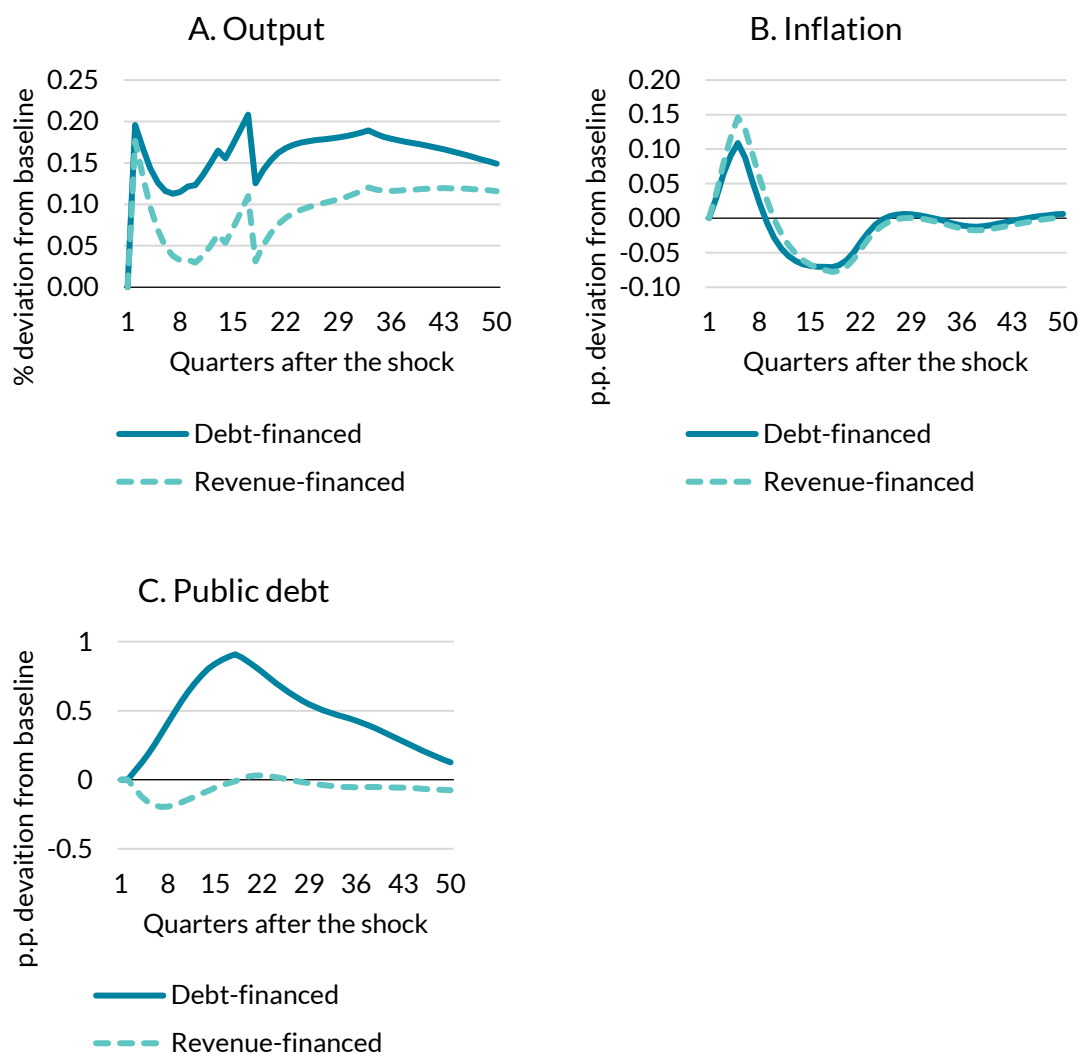 A. Output
% deviation from baseline
0.25
0.20
0.15
0.10
0.05
0.00
1 8 15 22 29 36 43 50
Quarters after the shock
Debt-financed
Revenue-financed
B. Inflation
p.p. deviation from baseline
0.20
0.15
0.10
0.05
0.00
-0.05
-0.10
1 8 15 22 29 36 43 50
Quarters after the shock
Debt-financed
Revenue-financed
C. Public debt
p.p. devaition from baseline
1
0.5
0
-0.5
1 8 15 22 29 36 43 50
Quarters after the shock
Debt-financed
Revenue-financed